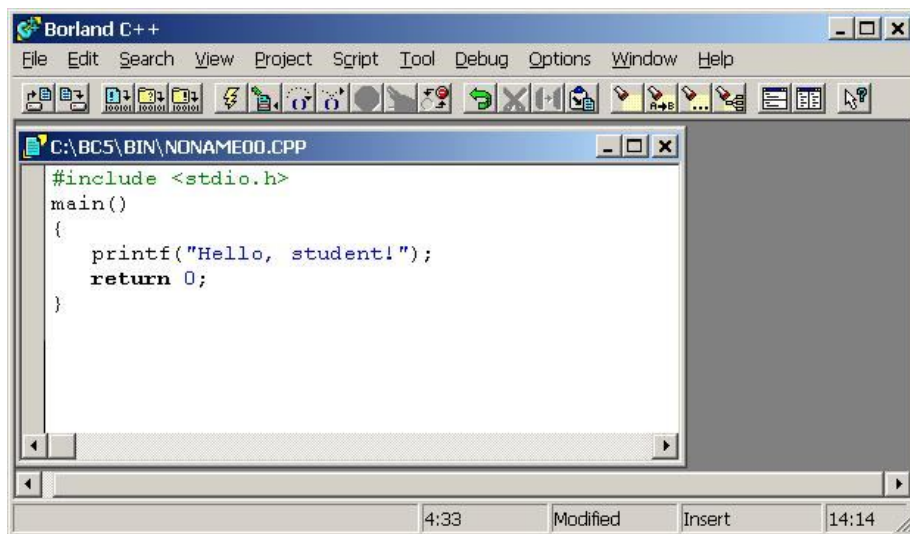 Borland C++
File Edit Search View Project Script Tool Debug Options Window Help
C:\BC5\BIN\NONAME00.CPP
#include <stdio.h>
main()
{
   printf("Hello, student!");
   return 0;
}
4:33 Modified Insert 14:14